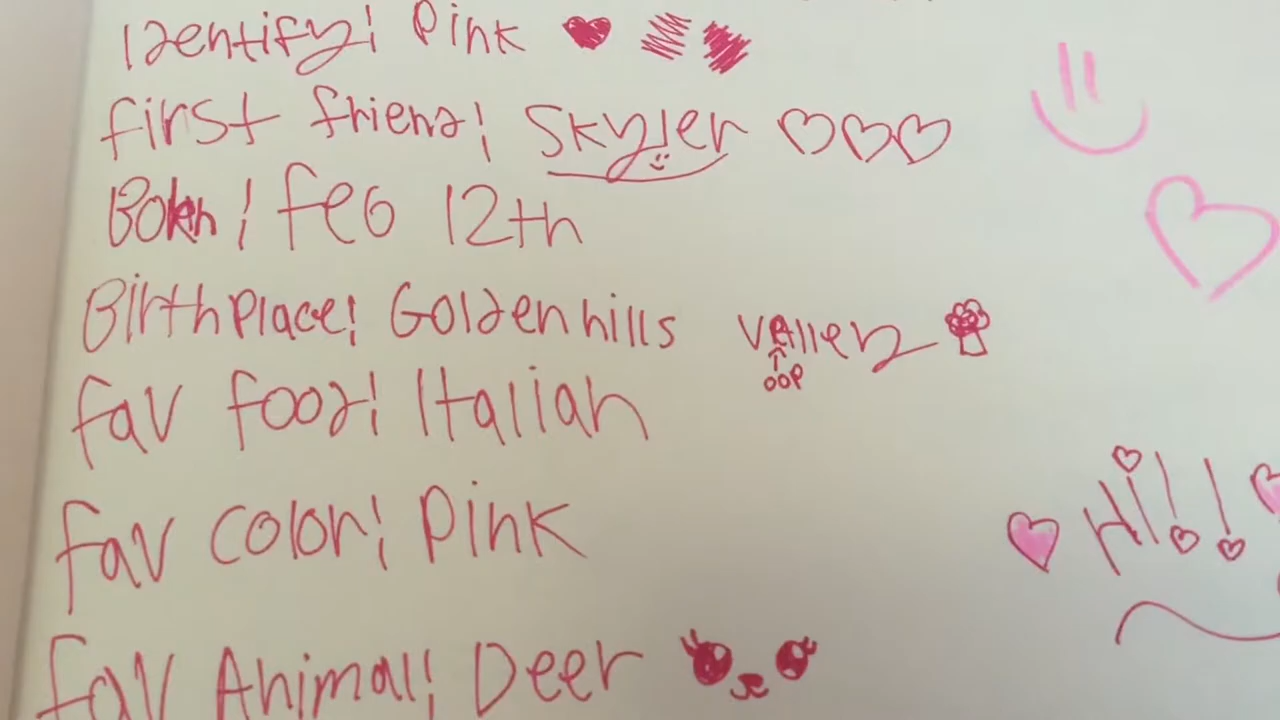 Identify! Pink
first friend! Skyler
Born! feb 12th
Birthplace! Goldenhills valley
oop
fav food! Italian
fav color! Pink
Hi!!
fav Animal! Deer